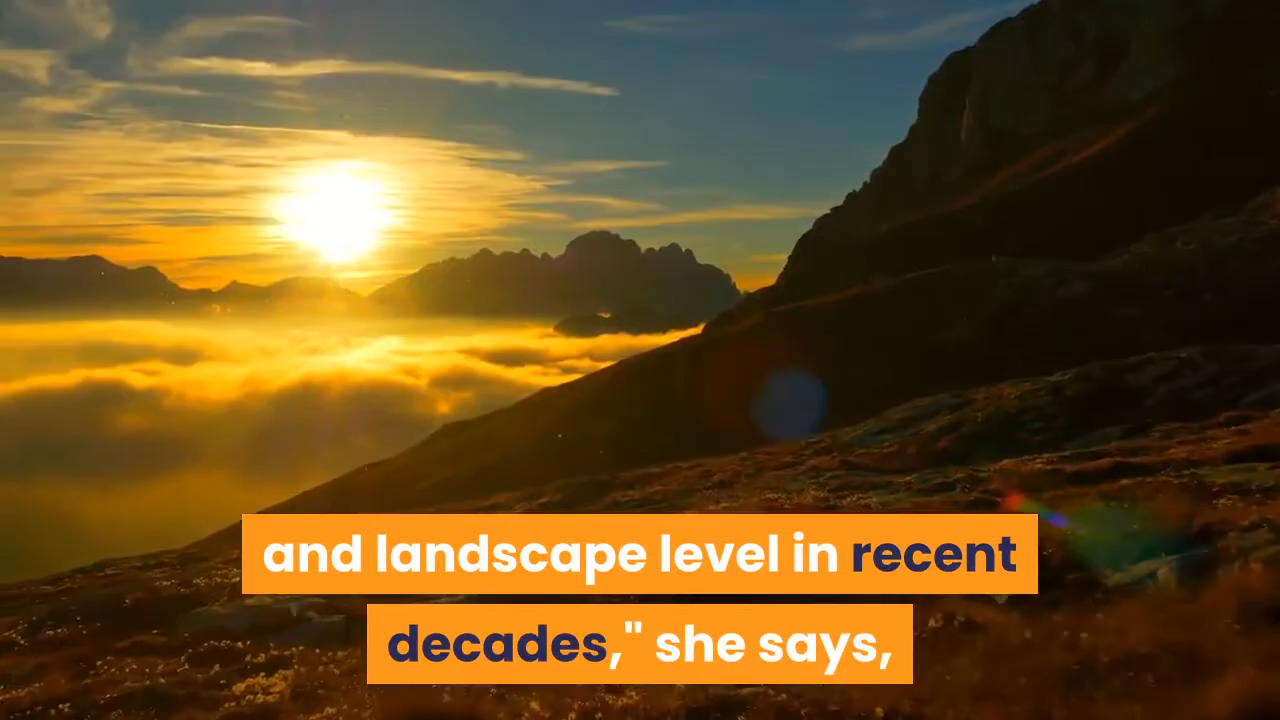 and landscape level in recent
decades," she says,